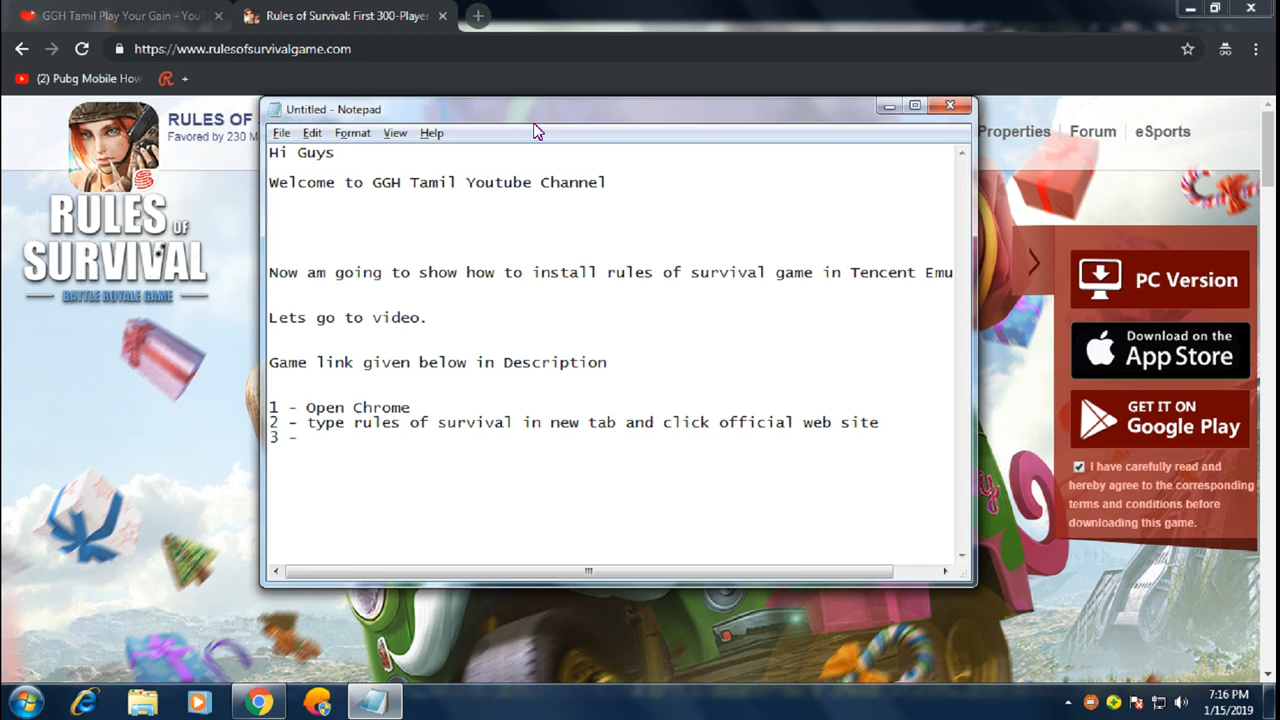 GGH Tamil Play Your Gain - YouT
Rules of Survival: First 300-Player
https://www.rulesofsurvivalgame.com
(2) Pubg Mobile How
RULES OF
Favored by 230 M
Properties
Forum
eSports
Untitled - Notepad
File Edit Format View Help
Hi Guys
Welcome to GGH Tamil Youtube Channel
Now am going to show how to install rules of survival game in Tencent Emu
Lets go to video.
Game link given below in Description
1 - Open Chrome
2 - type rules of survival in new tab and click official web site
3 -
RULES OF
SURVIVAL
BATTLE ROYALE GAME
PC Version
Download on the
App Store
GET IT ON
Google Play
I have carefully read and
hereby agree to the corresponding
terms and conditions before
downloading this game.
7:16 PM
1/15/2019